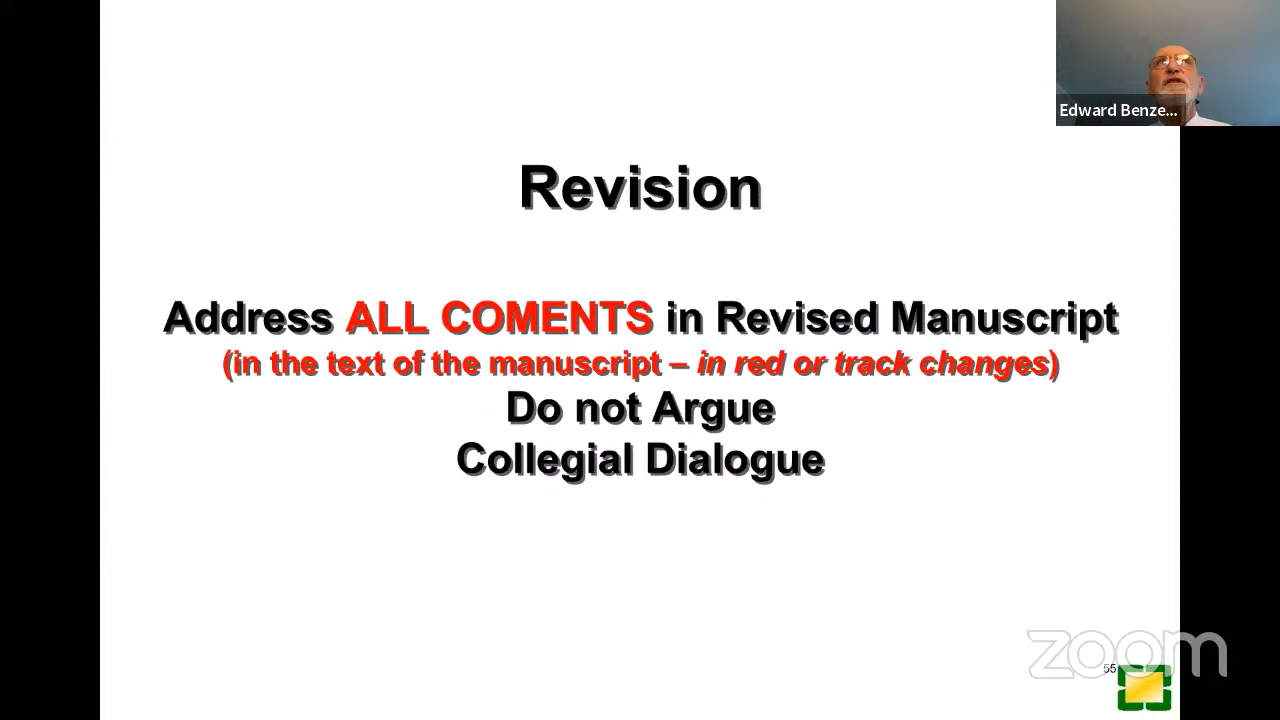 Edward Benze...
Revision
Address ALL COMENTS in Revised Manuscript
(in the text of the manuscript – in red or track changes)
Do not Argue
Collegial Dialogue
zoom
55